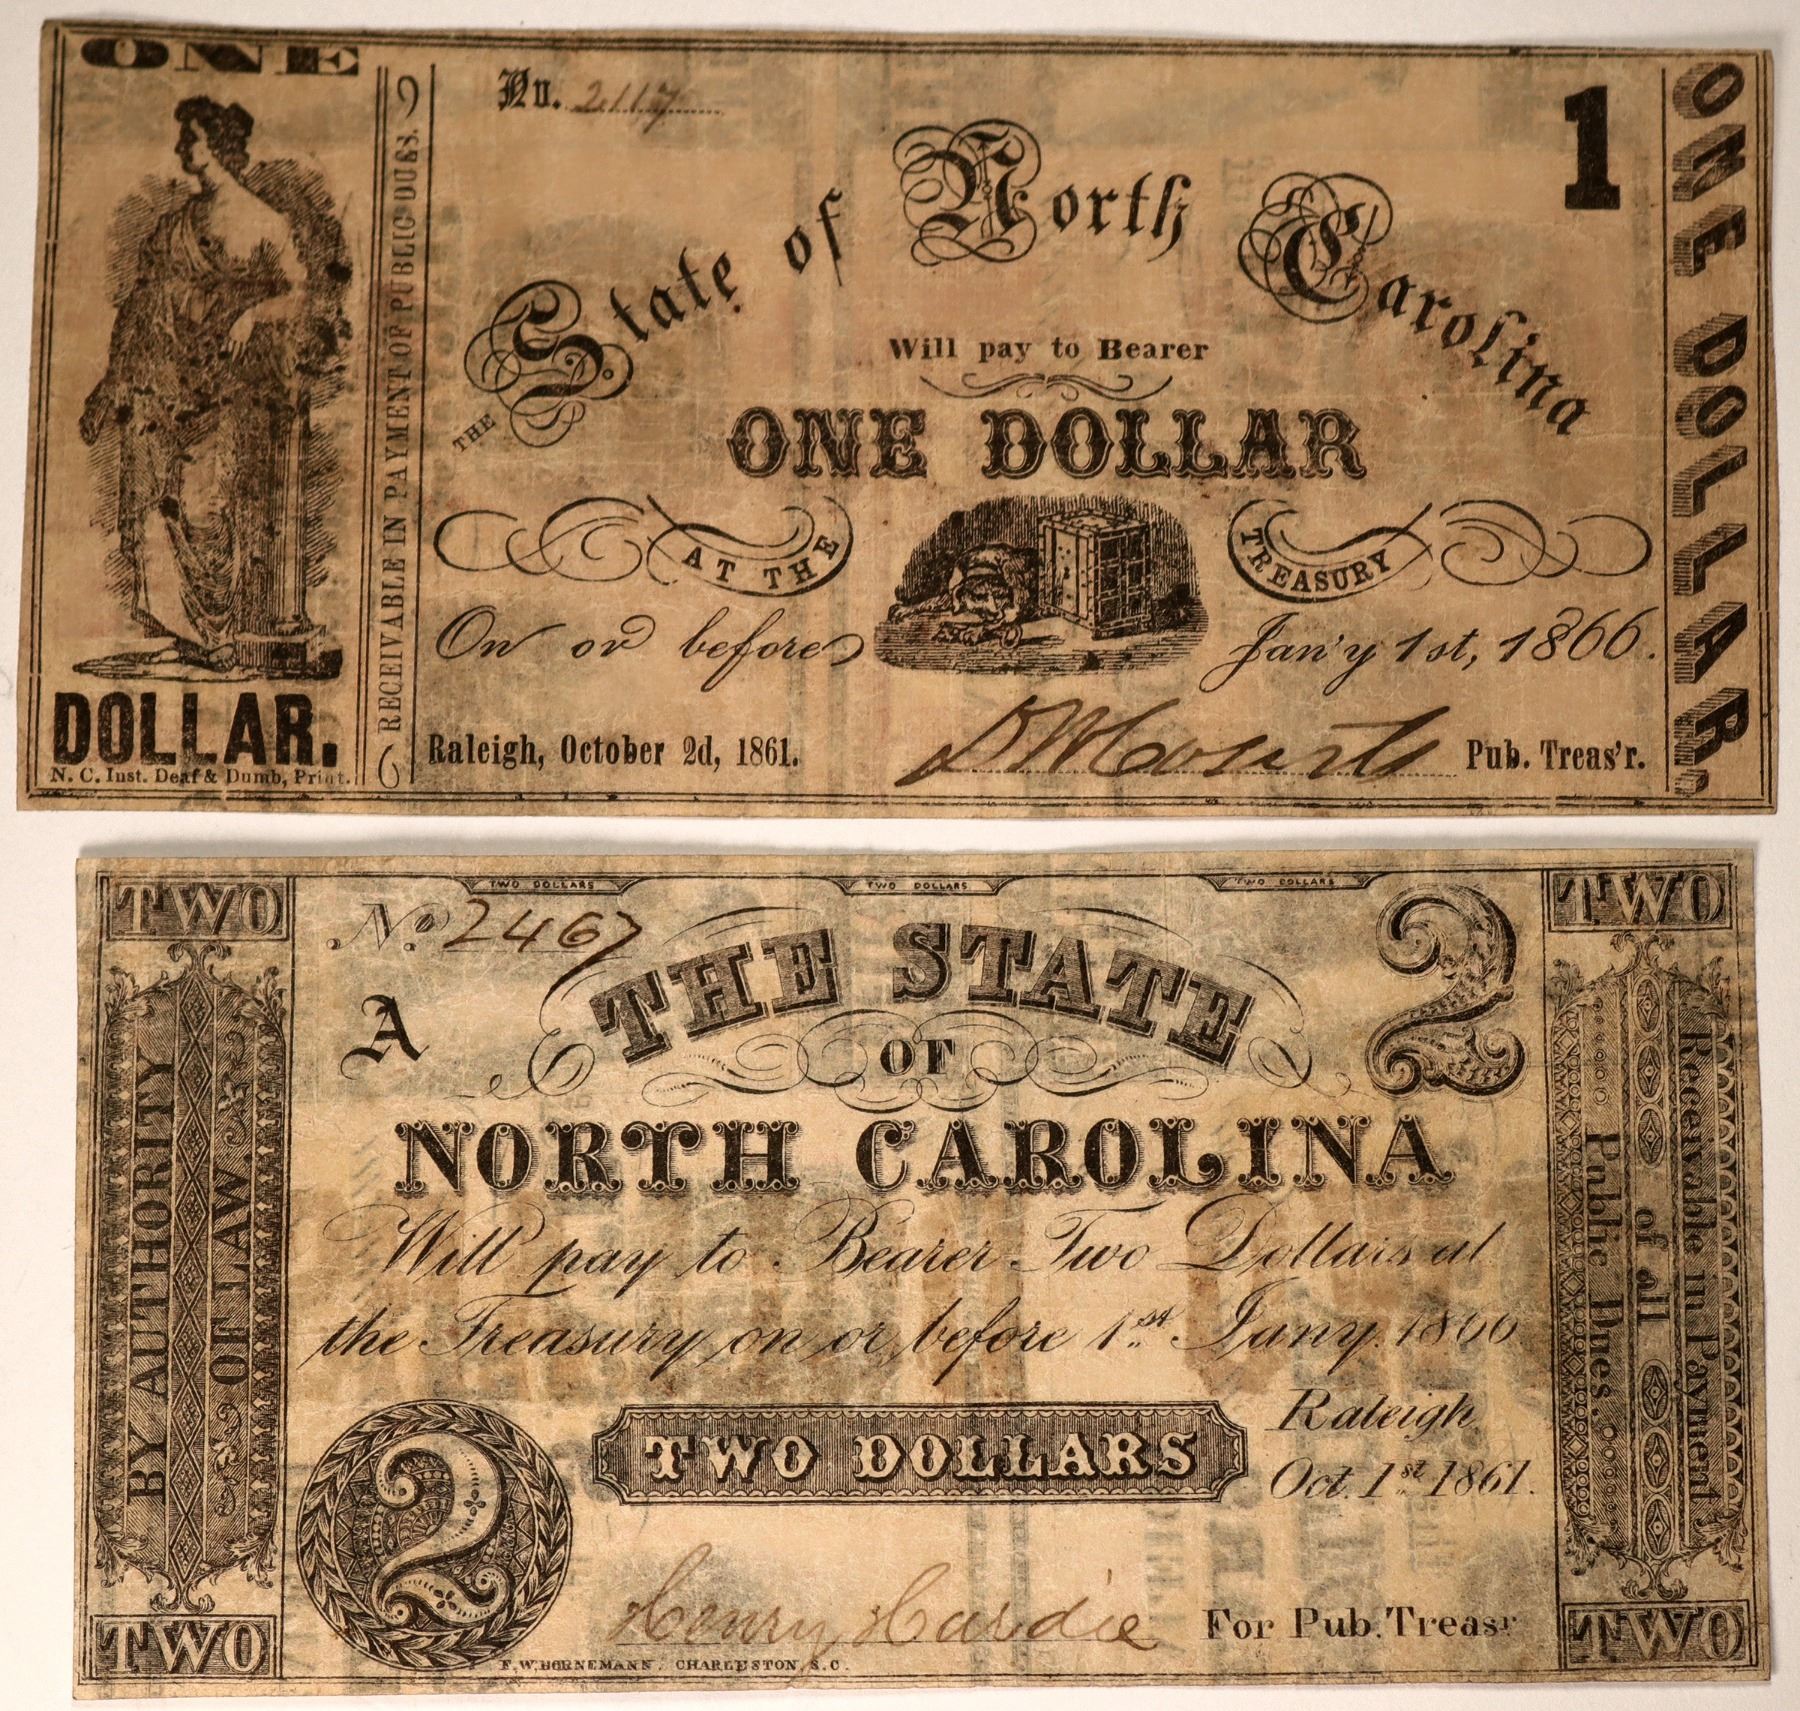 ONE
DOLLAR.
N. C. Inst. Deaf & Dumb, Print.
RECEIVABLE IN PAYMENT OF PUBLIC DUES.
No. 2117
1
THE State of North Carolina
Will pay to Bearer
ONE DOLLAR
AT THE TREASURY
On or before Jan'y 1st, 1866.
Raleigh, October 2d, 1861.
Pub. Treas'r.
ONE DOLLAR.
TWO
TWO
BY AUTHORITY
OF LAW
TWO
TWO
TWO DOLLARS TWO DOLLARS TWO DOLLARS
No. 2467
A
2
THE STATE
OF
NORTH CAROLINA
Will pay to Bearer Two Dollars at
the Treasury on or before 1st Jany. 1866
Raleigh
TWO DOLLARS
Oct. 1st 1861.
2
Henry Hardie For Pub. Treasr
F. W. BORNEMANN. CHARLESTON, S. C.
Receivable in Payment
of all
Public Dues.